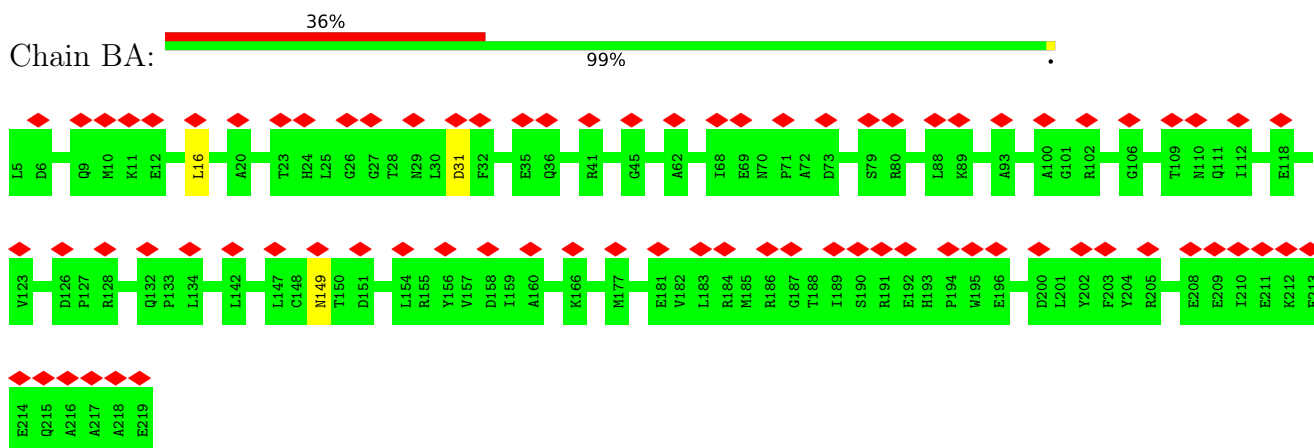 36%
Chain BA:
99%
L5 D6 Q9 M10 K11 E12 L16 A20 T23 H24 L25 G26 G27 T28 N29 L30 D31 F32 E35 Q36 R41 G45 A62 I68 E69 N70 P71 A72 D73 S79 R80 L88 K89 A93 A100 G101 R102 G106 T109 N110 Q111 I112 E118
V123 D126 P127 R128 Q132 P133 L134 L142 L147 C148 N149 T150 D151 L154 R155 Y156 V157 D158 I159 A160 K166 M177 E181 V182 L183 R184 M185 R186 G187 T188 I189 S190 R191 E192 H193 P194 W195 E196 D200 L201 Y202 F203 Y204 R205 E208 E209 I210 E211 K212
E214 Q215 A216 A217 A218 E219